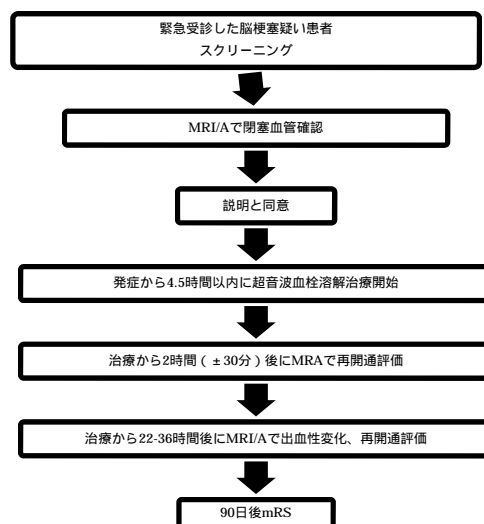 緊急受診した脳梗塞疑い患者
スクリーニング
MRI/Aで閉塞血管確認
説明と同意
発症から4.5時間以内に超音波血栓溶解治療開始
治療から2時間（±30分）後にMRAで再開通評価
治療から22-36時間後にMRI/Aで出血性変化、再開通評価
90日後mRS